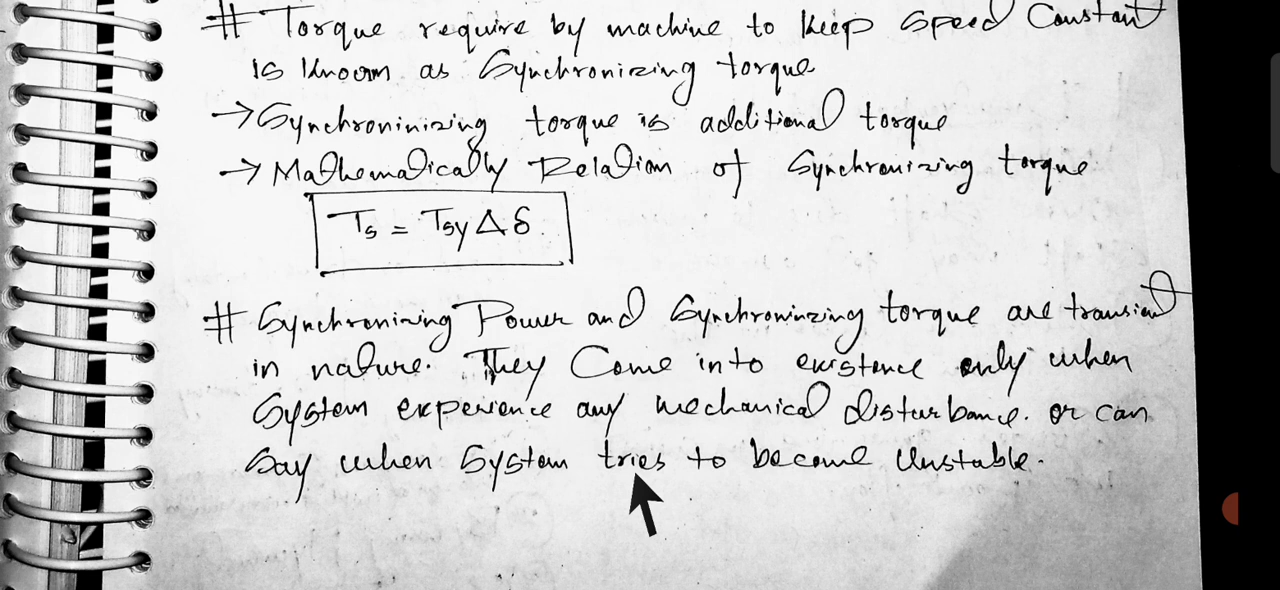 # Torque require by machine to keep speed Constant
is known as Synchronizing torque
→ Synchroninizing torque is additional torque
→ Mathematically Relation of Synchronizing torque
Ts = Tsy Δδ
# Synchronizing Power and Synchroninzing torque are transient
in nature. They Come into existence only when
System experience any mechanical disturbance. or can
Say when System tries to become Unstable.